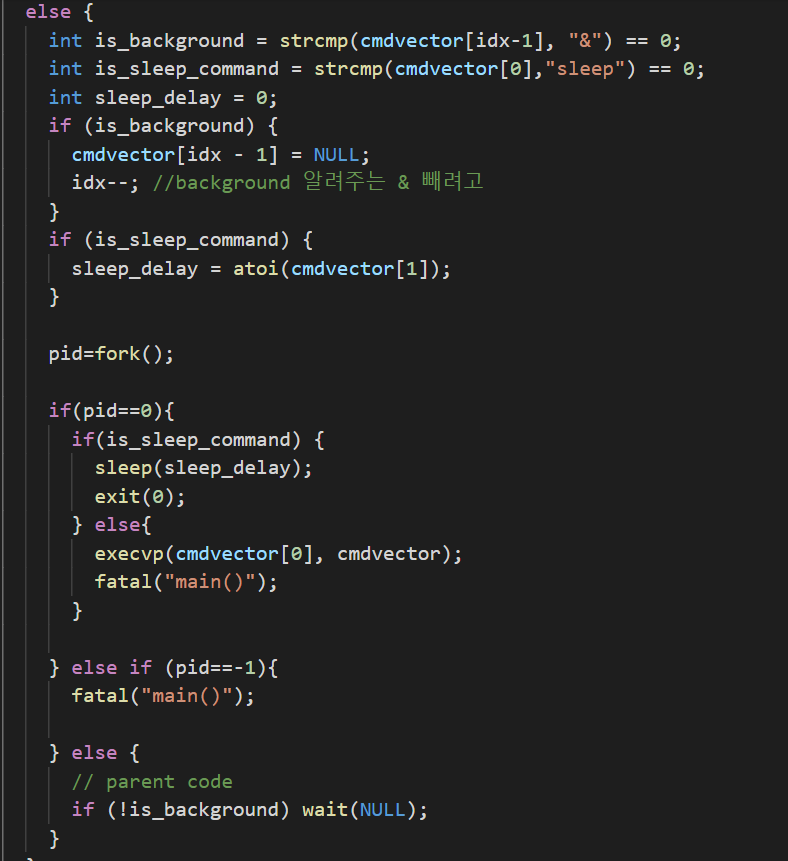 else {
int is_background = strcmp(cmdvector[idx-1], "&") == 0;
int is_sleep_command = strcmp(cmdvector[0],"sleep") == 0;
int sleep_delay = 0;
if (is_background) {
cmdvector[idx - 1] = NULL;
idx--; //background 알려주는 & 빼려고
}
if (is_sleep_command) {
sleep_delay = atoi(cmdvector[1]);
}
pid=fork();
if(pid==0){
if(is_sleep_command) {
sleep(sleep_delay);
exit(0);
} else{
execvp(cmdvector[0], cmdvector);
fatal("main()");
}
} else if (pid==-1){
fatal("main()");
} else {
// parent code
if (!is_background) wait(NULL);
}